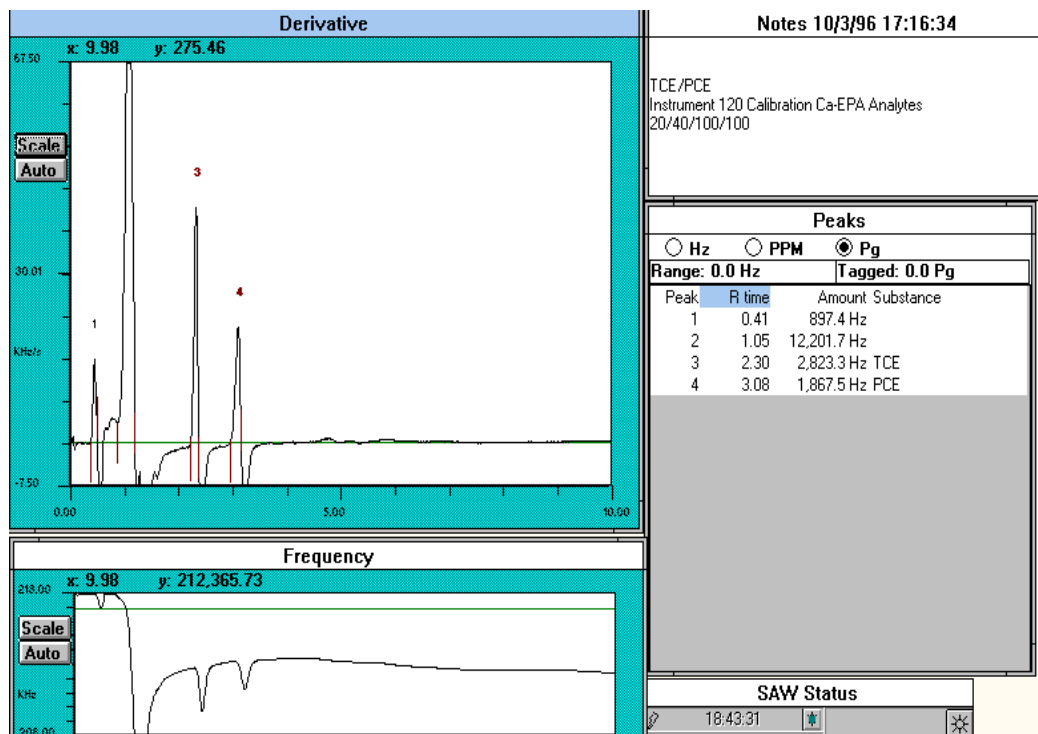 Derivative
x: 9.98 y: 275.46
67.50
Scale
Auto
3
30.01
4
1
KHz/s
-7.50
0.00 5.00 10.00
Frequency
x: 9.98 y: 212,365.73
218.00
Scale
Auto
KHz
208.00
Notes 10/3/96 17:16:34
TCE/PCE
Instrument 120 Calibration Ca-EPA Analytes
20/40/100/100
Peaks
Hz PPM Pg
Range: 0.0 Hz Tagged: 0.0 Pg
Peak R time Amount Substance
1 0.41 897.4 Hz
2 1.05 12,201.7 Hz
3 2.30 2,823.3 Hz TCE
4 3.08 1,867.5 Hz PCE
SAW Status
18:43:31